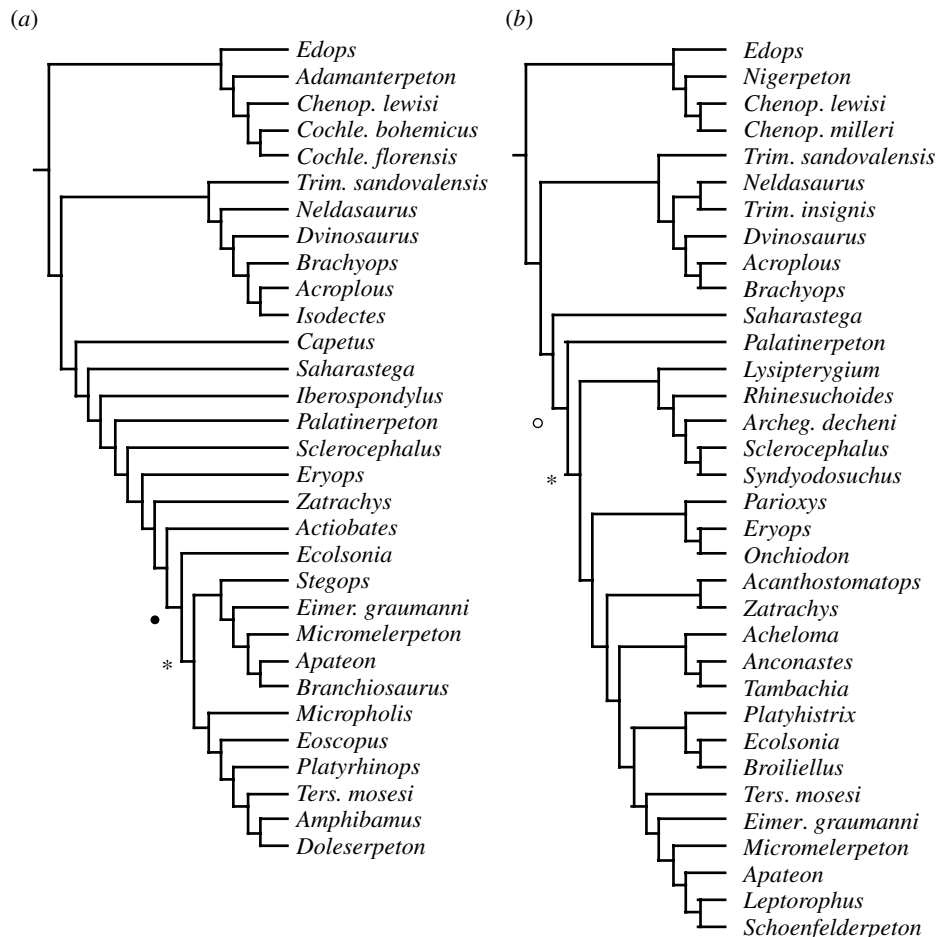 (a)
Edops
Adamanterpeton
Chenop. lewisi
Cochle. bohemicus
Cochle. florensis
Trim. sandovalensis
Neldasaurus
Dvinosaurus
Brachyops
Acroplous
Isodectes
Capetus
Saharastega
Iberospondylus
Palatinerpeton
Sclerocephalus
Eryops
Zatrachys
Actiobates
Ecolsonia
Stegops
Eimer. graumanni
Micromelerpeton
Apateon
Branchiosaurus
Micropholis
Eoscopus
Platyrhinops
Ters. mosesi
Amphibamus
Doleserpeton
*
(b)
Edops
Nigerpeton
Chenop. lewisi
Chenop. milleri
Trim. sandovalensis
Neldasaurus
Trim. insignis
Dvinosaurus
Acroplous
Brachyops
Saharastega
Palatinerpeton
Lysipterygium
Rhinesuchoides
Archeg. decheni
Sclerocephalus
Syndyodosuchus
Parioxys
Eryops
Onchiodon
Acanthostomatops
Zatrachys
Acheloma
Anconastes
Tambachia
Platyhistrix
Ecolsonia
Broiliellus
Ters. mosesi
Eimer. graumanni
Micromelerpeton
Apateon
Leptorophus
Schoenfelderpeton
*